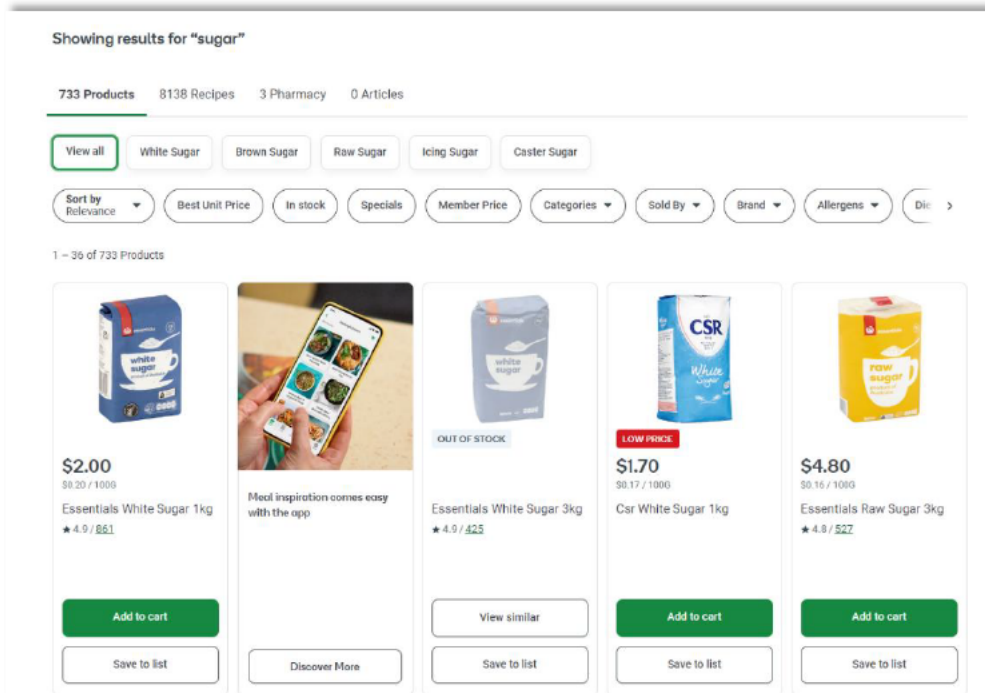 Showing results for “sugar”
733 Products 8138 Recipes 3 Pharmacy 0 Articles
View all White Sugar Brown Sugar Raw Sugar Icing Sugar Caster Sugar
Sort by
Relevance
Best Unit Price In stock Specials Member Price Categories Sold By Brand Allergens Die
1 – 36 of 733 Products
white
sugar
white
sugar
CSR
White
Sugar
raw
sugar
OUT OF STOCK
LOW PRICE
$2.00
$0.20 / 100G
Essentials White Sugar 1kg
4.9 / 861
Add to cart
Save to list
Meal inspiration comes easy
with the app
Discover More
Essentials White Sugar 3kg
4.9 / 425
View similar
Save to list
$1.70
$0.17 / 100G
Csr White Sugar 1kg
Add to cart
Save to list
$4.80
$0.16 / 100G
Essentials Raw Sugar 3kg
4.8 / 527
Add to cart
Save to list